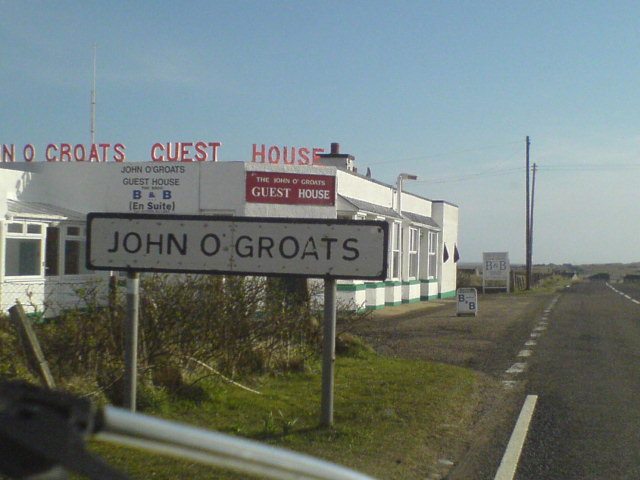 N O GROATS GUEST HOUSE
JOHN O'GROATS
GUEST HOUSE
B & B
(En Suite)
THE JOHN O' GROATS
GUEST HOUSE
JOHN O' GROATS
B&B
B&B